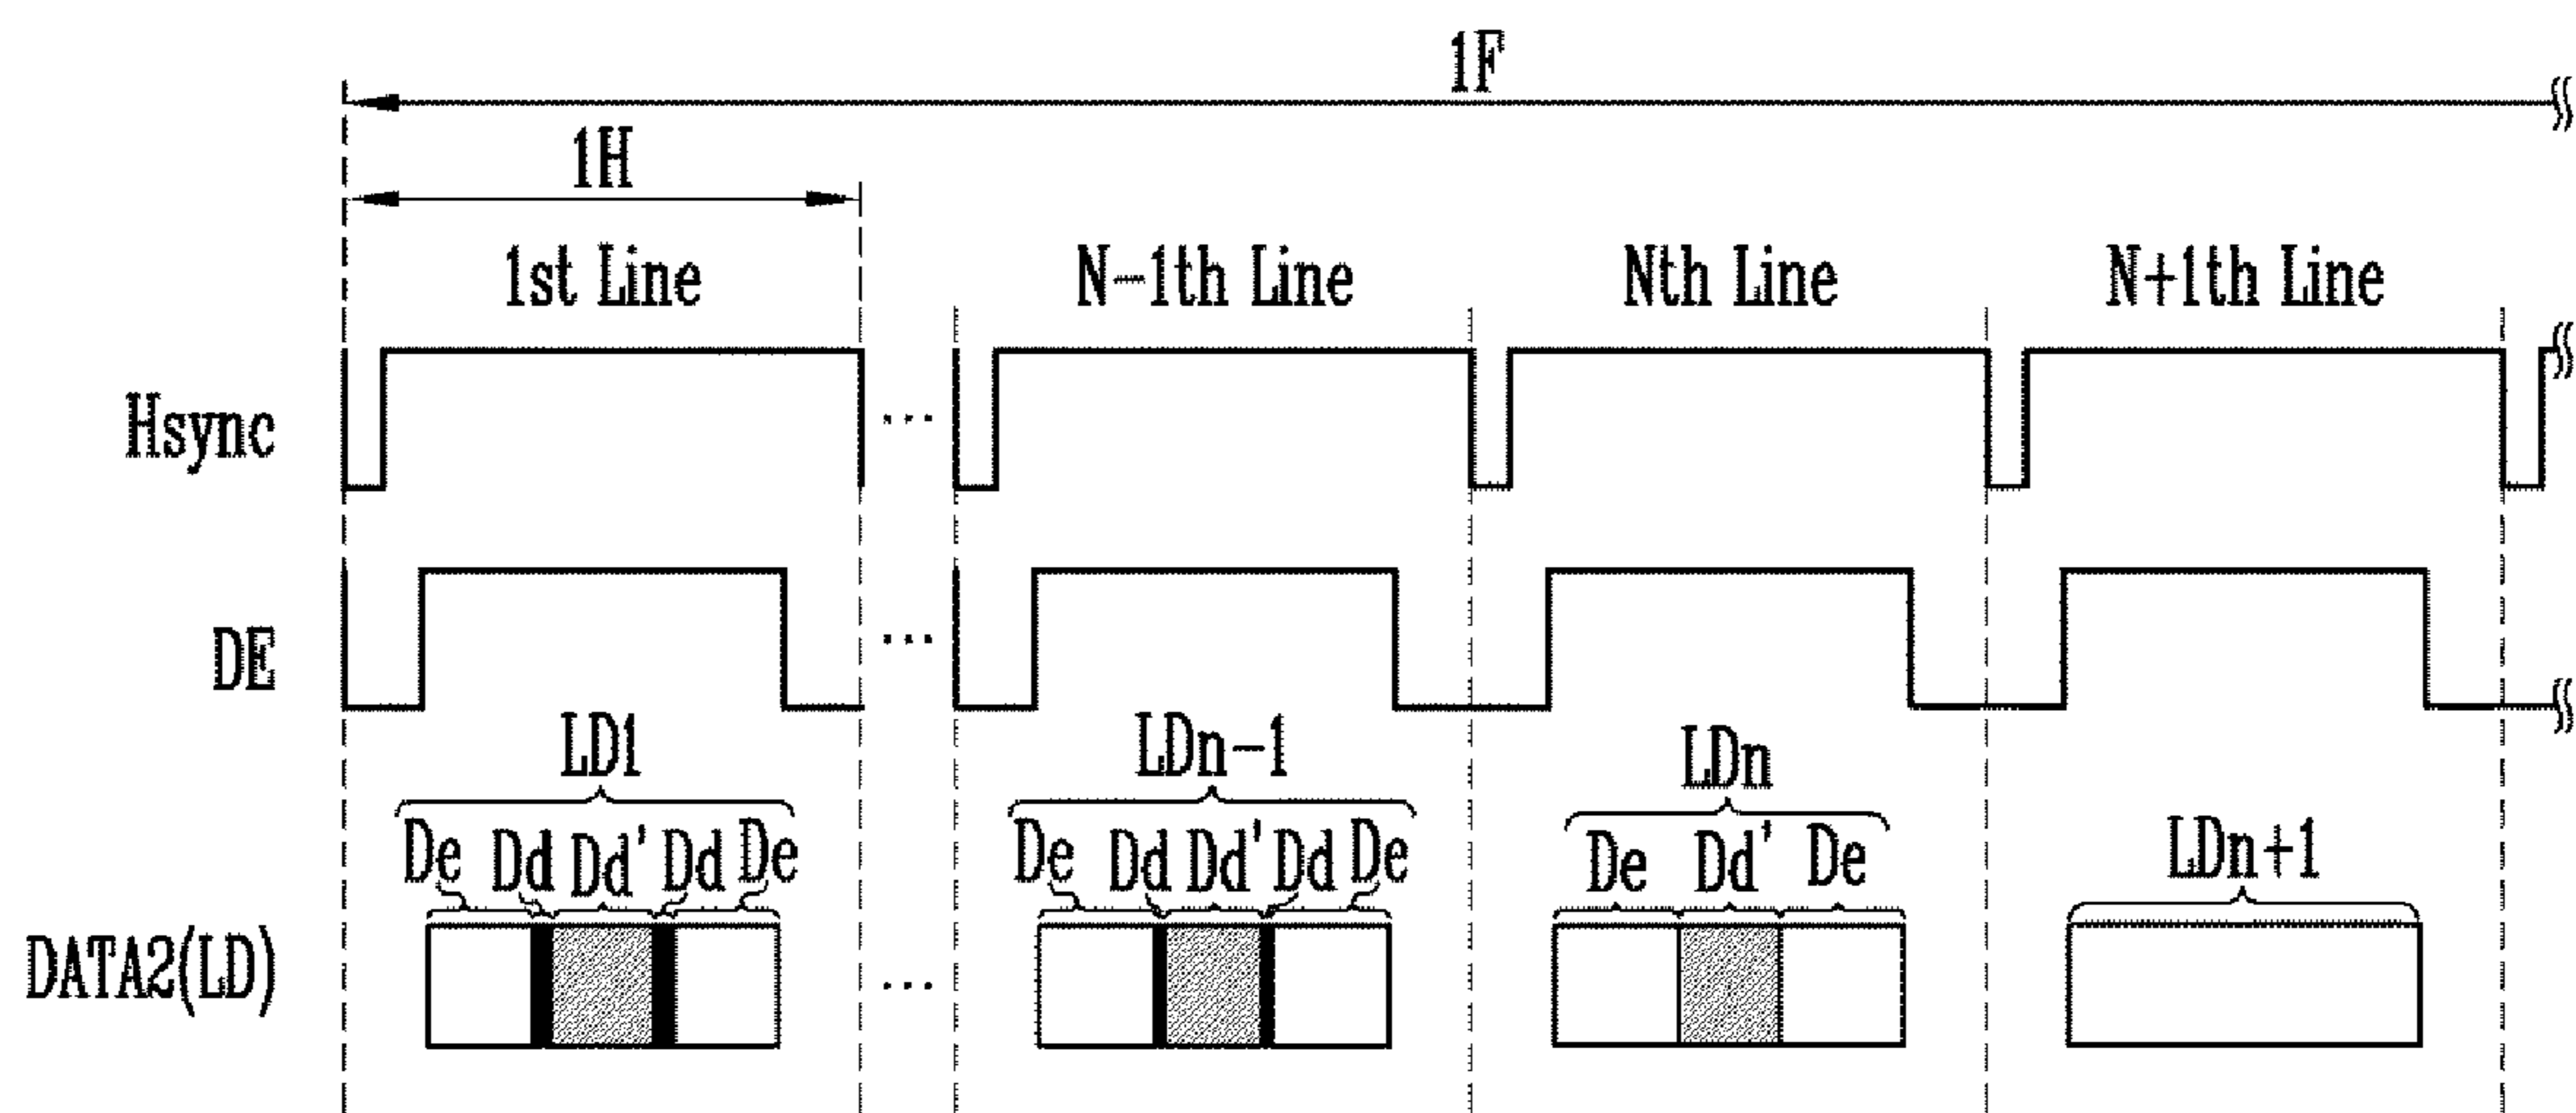 1F
1H
1st Line N-1th Line Nth Line N+1th Line
Hsync ...
DE ...
LD1 LDn-1 LDn LDn+1
De Dd Dd' Dd De De Dd Dd' Dd De De Dd' De
DATA2(LD) ...